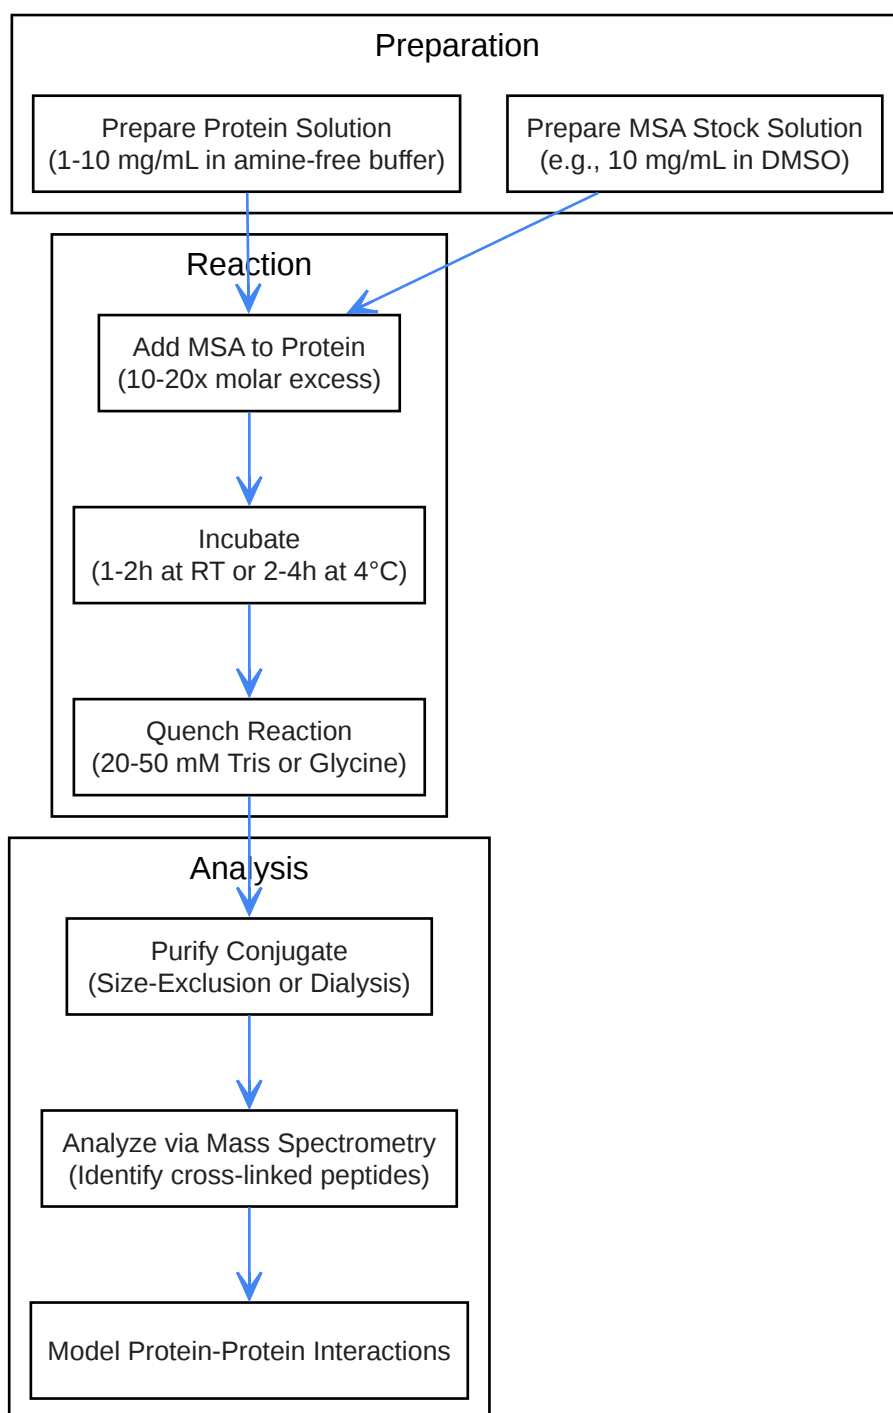 Preparation
Prepare Protein Solution
(1-10 mg/mL in amine-free buffer)
Prepare MSA Stock Solution
(e.g., 10 mg/mL in DMSO)
Reaction
Add MSA to Protein
(10-20x molar excess)
Incubate
(1-2h at RT or 2-4h at 4°C)
Quench Reaction
(20-50 mM Tris or Glycine)
Analysis
Purify Conjugate
(Size-Exclusion or Dialysis)
Analyze via Mass Spectrometry
(Identify cross-linked peptides)
Model Protein-Protein Interactions